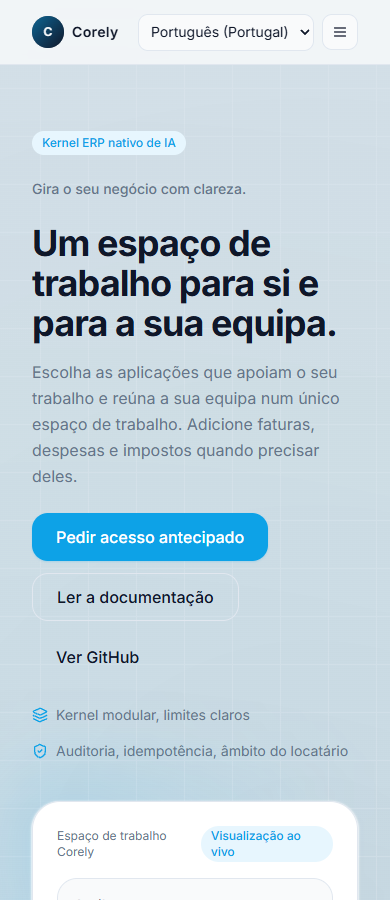 C
Corely
Português (Portugal)
Kernel ERP nativo de IA
Gira o seu negócio com clareza.
Um espaço de
trabalho para si e
para a sua equipa.
Escolha as aplicações que apoiam o seu
trabalho e reúna a sua equipa num único
espaço de trabalho. Adicione faturas,
despesas e impostos quando precisar
deles.
Pedir acesso antecipado
Ler a documentação
Ver GitHub
Kernel modular, limites claros
Auditoria, idempotência, âmbito do locatário
Espaço de trabalho
Corely
Visualização ao
vivo